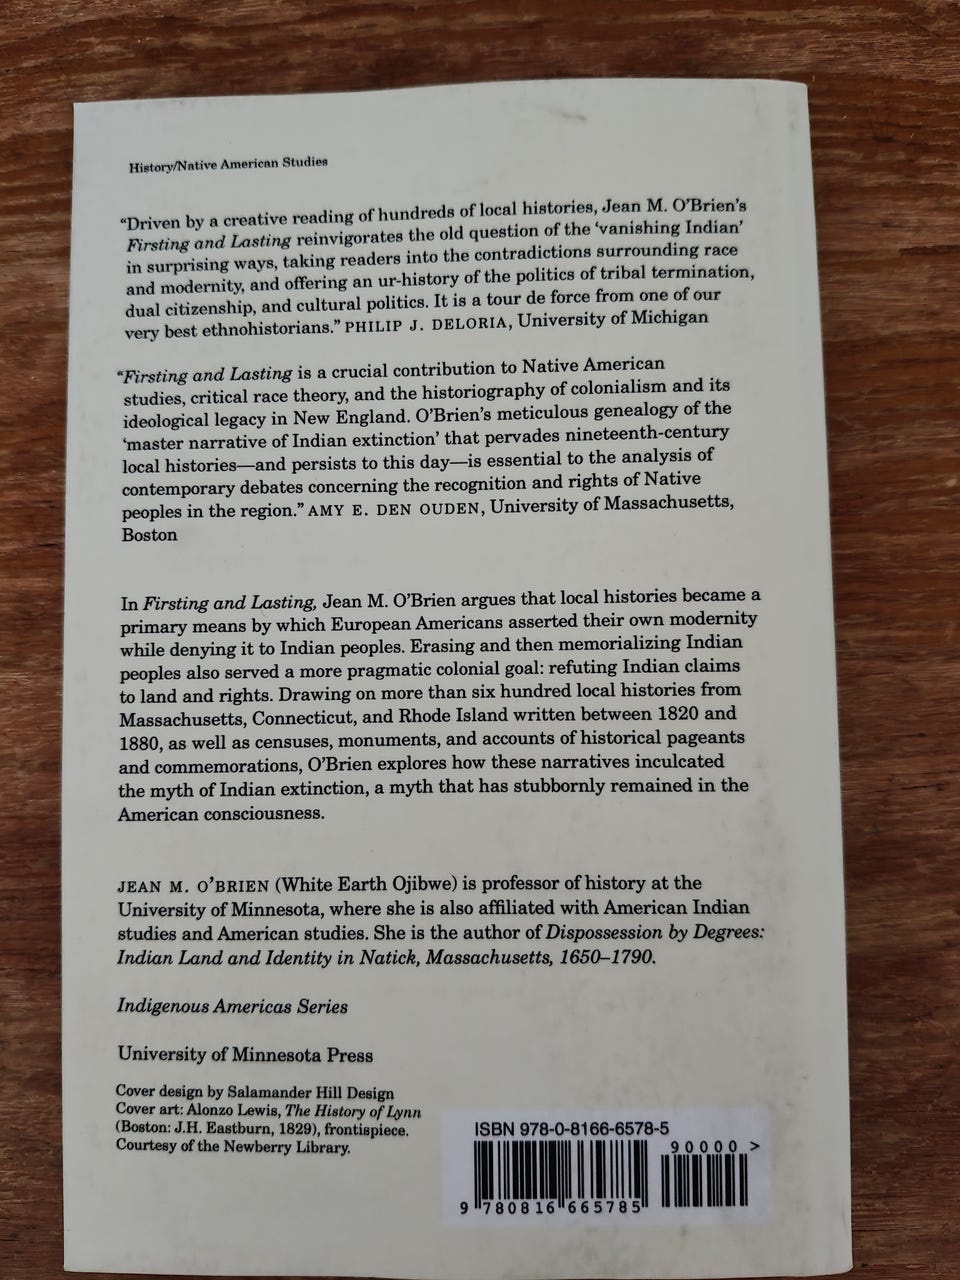 History/Native American Studies
“Driven by a creative reading of hundreds of local histories, Jean M. O’Brien’s
Firsting and Lasting reinvigorates the old question of the ‘vanishing Indian’
in surprising ways, taking readers into the contradictions surrounding race
and modernity, and offering an ur-history of the politics of tribal termination,
dual citizenship, and cultural politics. It is a tour de force from one of our
very best ethnohistorians.” PHILIP J. DELORIA, University of Michigan
“Firsting and Lasting is a crucial contribution to Native American
studies, critical race theory, and the historiography of colonialism and its
ideological legacy in New England. O’Brien’s meticulous genealogy of the
‘master narrative of Indian extinction’ that pervades nineteenth-century
local histories—and persists to this day—is essential to the analysis of
contemporary debates concerning the recognition and rights of Native
peoples in the region.” AMY E. DEN OUDEN, University of Massachusetts,
Boston
In Firsting and Lasting, Jean M. O’Brien argues that local histories became a
primary means by which European Americans asserted their own modernity
while denying it to Indian peoples. Erasing and then memorializing Indian
peoples also served a more pragmatic colonial goal: refuting Indian claims
to land and rights. Drawing on more than six hundred local histories from
Massachusetts, Connecticut, and Rhode Island written between 1820 and
1880, as well as censuses, monuments, and accounts of historical pageants
and commemorations, O’Brien explores how these narratives inculcated
the myth of Indian extinction, a myth that has stubbornly remained in the
American consciousness.
JEAN M. O’BRIEN (White Earth Ojibwe) is professor of history at the
University of Minnesota, where she is also affiliated with American Indian
studies and American studies. She is the author of Dispossession by Degrees:
Indian Land and Identity in Natick, Massachusetts, 1650–1790.
Indigenous Americas Series
University of Minnesota Press
Cover design by Salamander Hill Design
Cover art: Alonzo Lewis, The History of Lynn
(Boston: J.H. Eastburn, 1829), frontispiece.
Courtesy of the Newberry Library.
ISBN 978-0-8166-6578-5
90000 >
9 780816 665785